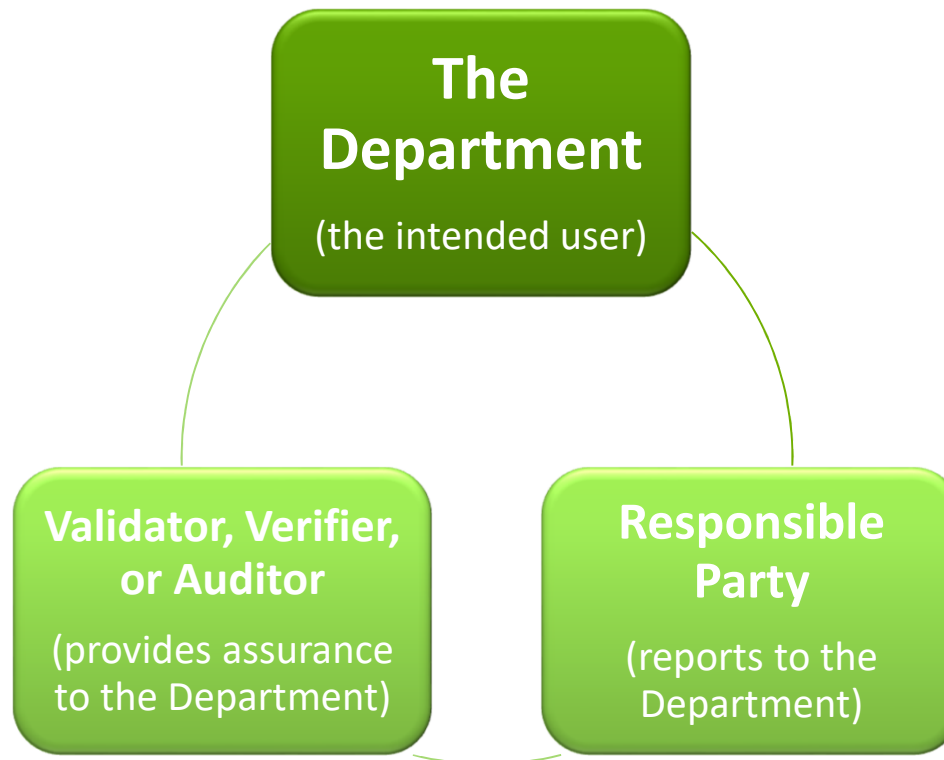 The
Department
(the intended user)
Validator, Verifier,
or Auditor
(provides assurance
to the Department)
Responsible
Party
(reports to the
Department)